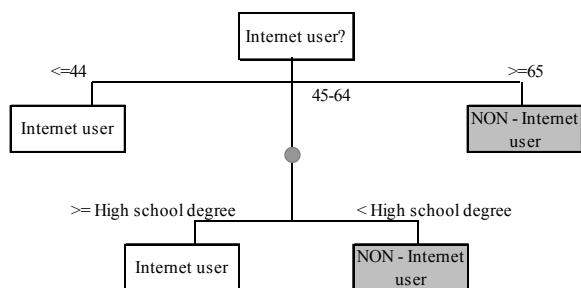 Internet user?
<=44
>=65
45-64
Internet user
NON - Internet
user
>= High school degree
< High school degree
Internet user
NON - Internet
user